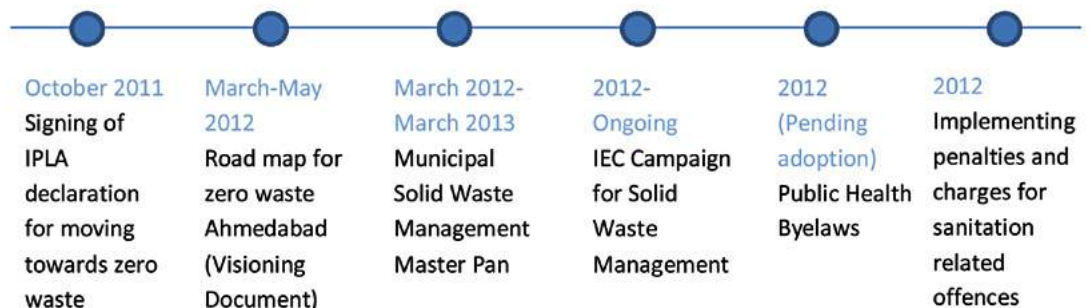 October 2011
Signing of
IPLA
declaration
for moving
towards zero
waste
March-May
2012
Road map for
zero waste
Ahmedabad
(Visioning
Document)
March 2012-
March 2013
Municipal
Solid Waste
Management
Master Pan
2012-
Ongoing
IEC Campaign
for Solid
Waste
Management
2012
(Pending
adoption)
Public Health
Byelaws
2012
Implementing
penalties and
charges for
sanitation
related
offences